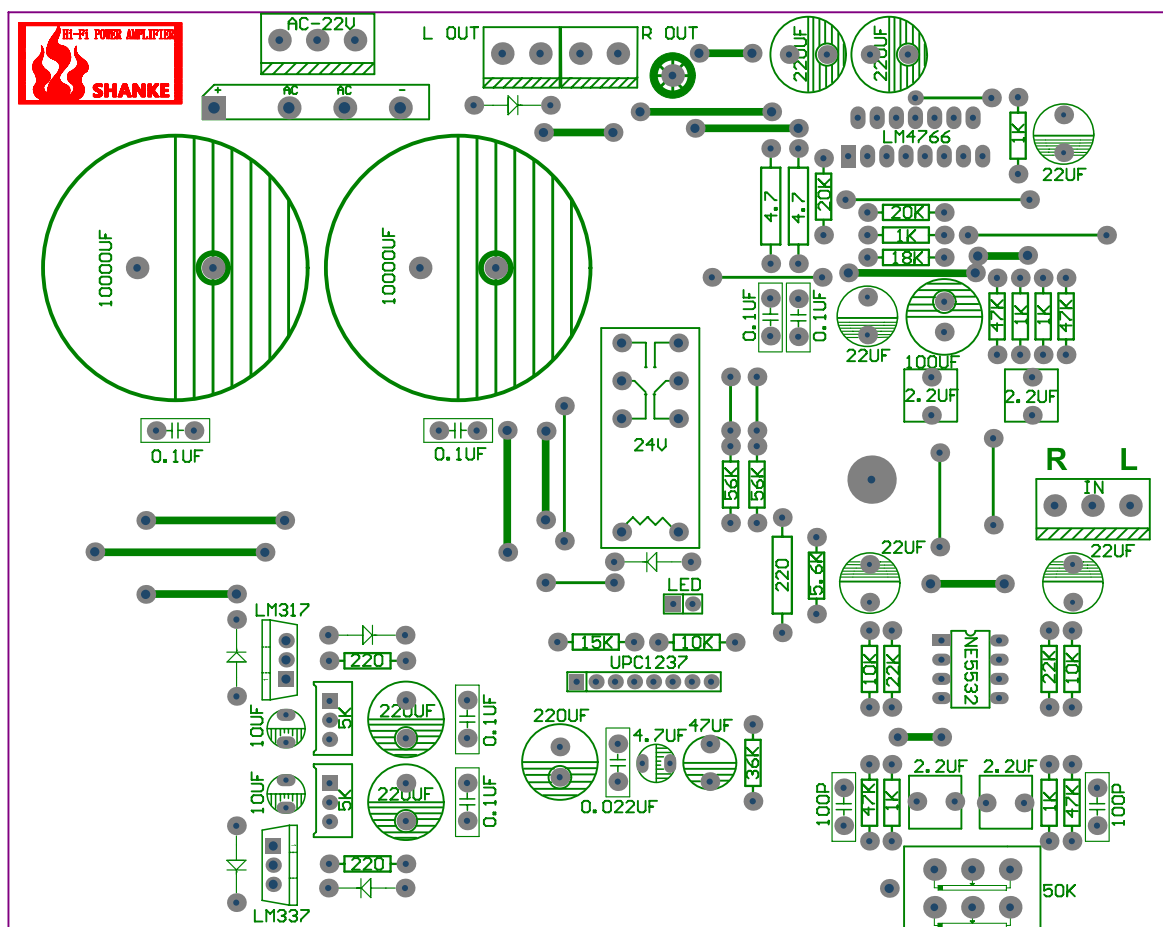 HI-FI POWER AMPLIFIER
SHANKE
AC-22V
+ AC AC -
L OUT
R OUT
220UF
220UF
LM4766
1K
22UF
4.7
4.7
20K
20K
1K
18K
10000UF
10000UF
0.1UF
0.1UF
22UF
100UF
47K
1K
1K
47K
2.2UF
2.2UF
0.1UF
0.1UF
24V
56K
56K
R L
IN
220
5.6K
22UF
22UF
LED
LM317
220
15K
10K
UPC1237
10K
22K
NE5532
22K
10K
10UF
5K
220UF
0.1UF
220UF
4.7UF
47UF
36K
0.022UF
10UF
5K
220UF
0.1UF
2.2UF
2.2UF
100P
47K
1K
1K
47K
100P
220
LM337
50K